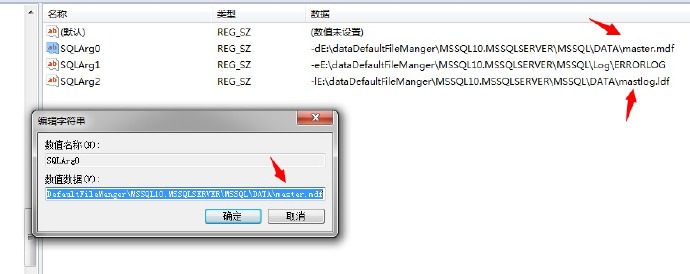 名称 类型 数据
(默认) REG_SZ (数值未设置)
SQLArg0 REG_SZ -dE:\dataDefaultFileManger\MSSQL10.MSSQLSERVER\MSSQL\DATA\master.mdf
SQLArg1 REG_SZ -eE:\dataDefaultFileManger\MSSQL10.MSSQLSERVER\MSSQL\Log\ERRORLOG
SQLArg2 REG_SZ -lE:\dataDefaultFileManger\MSSQL10.MSSQLSERVER\MSSQL\DATA\mastlog.ldf
编辑字符串
数值名称(N):
SQLArg0
数值数据(V):
DefaultFileManger\MSSQL10.MSSQLSERVER\MSSQL\DATA\master.mdf
确定 取消